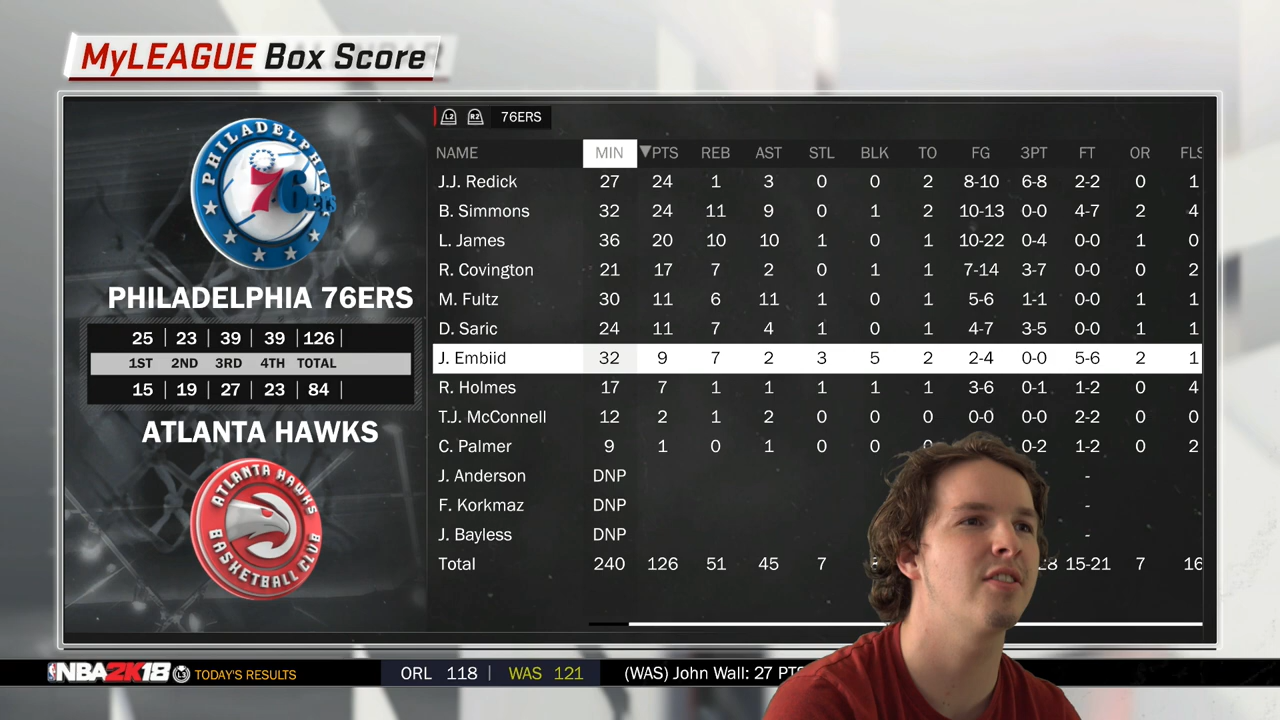 MyLEAGUE Box Score
L2 R2 76ERS
PHILADELPHIA 76ers
PHILADELPHIA 76ERS
25 23 39 39 126
1ST 2ND 3RD 4TH TOTAL
15 19 27 23 84
ATLANTA HAWKS
ATLANTA HAWKS BASKETBALL CLUB
NAME MIN PTS REB AST STL BLK TO FG 3PT FT OR FLS
J.J. Redick 27 24 1 3 0 0 2 8-10 6-8 2-2 0 1
B. Simmons 32 24 11 9 0 1 2 10-13 0-0 4-7 2 4
L. James 36 20 10 10 1 0 1 10-22 0-4 0-0 1 0
R. Covington 21 17 7 2 0 1 1 7-14 3-7 0-0 0 2
M. Fultz 30 11 6 11 1 0 1 5-6 1-1 0-0 1 1
D. Saric 24 11 7 4 1 0 1 4-7 3-5 0-0 1 1
J. Embiid 32 9 7 2 3 5 2 2-4 0-0 5-6 2 1
R. Holmes 17 7 1 1 1 1 1 3-6 0-1 1-2 0 4
T.J. McConnell 12 2 1 2 0 0 0 0-0 0-0 2-2 0 0
C. Palmer 9 1 0 1 0 0 0-2 1-2 0 2
J. Anderson DNP -
F. Korkmaz DNP -
J. Bayless DNP -
Total 240 126 51 45 7 15-21 7 16
NBA2K18 TODAY'S RESULTS ORL 118 WAS 121 (WAS) John Wall: 27 PTS